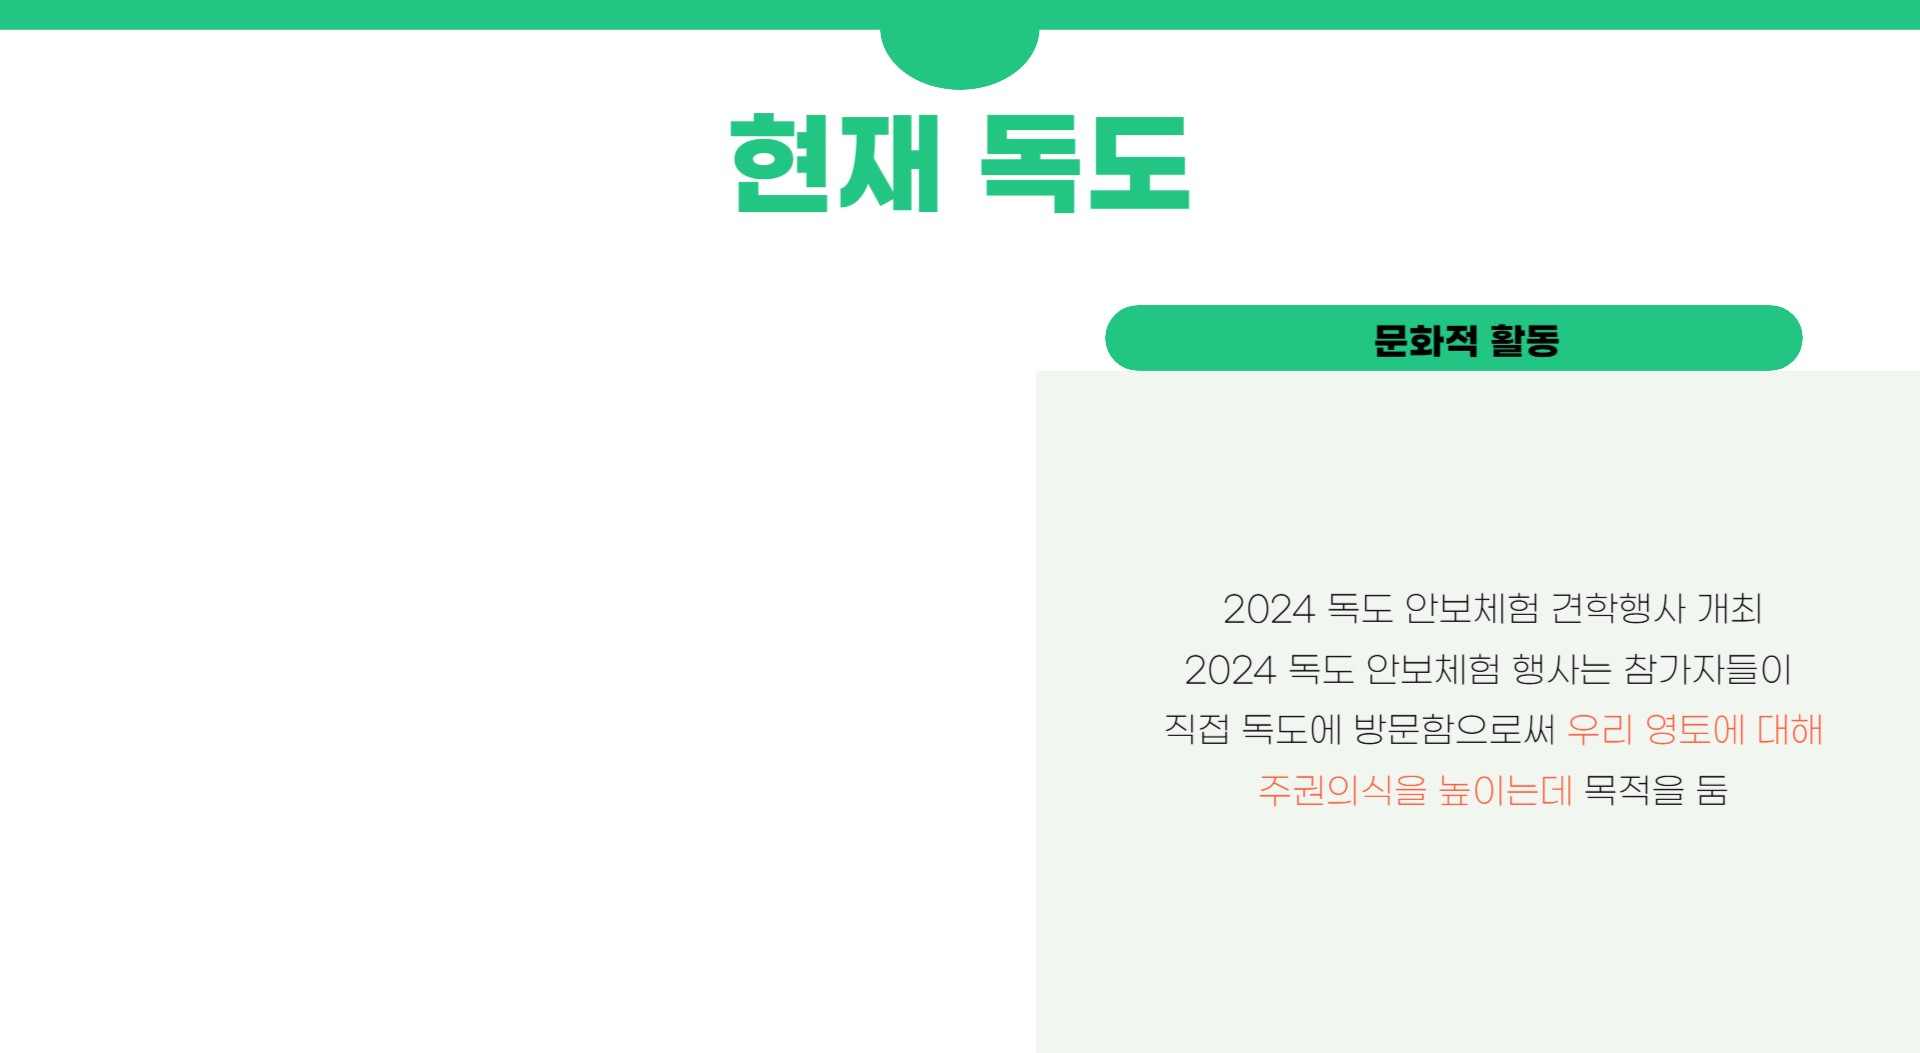 현재 독도
문화적 활동
2024 독도 안보체험 견학행사 개최
2024 독도 안보체험 행사는 참가자들이
직접 독도에 방문함으로써 우리 영토에 대해
주권의식을 높이는데 목적을 둠